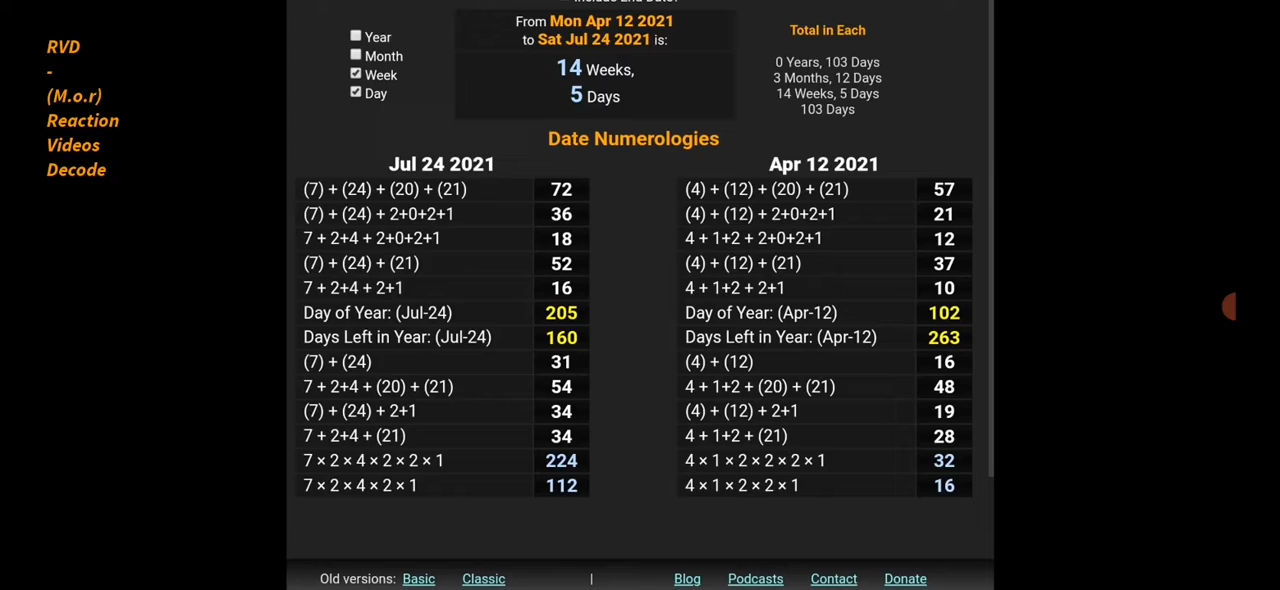 RVD
-
(M.o.r)
Reaction
Videos
Decode
Include End Date?
Year
Month
Week
Day
From Mon Apr 12 2021
to Sat Jul 24 2021 is:
14 Weeks,
5 Days
Total in Each
0 Years, 103 Days
3 Months, 12 Days
14 Weeks, 5 Days
103 Days
Date Numerologies
Jul 24 2021
(7) + (24) + (20) + (21) 72
(7) + (24) + 2+0+2+1 36
7 + 2+4 + 2+0+2+1 18
(7) + (24) + (21) 52
7 + 2+4 + 2+1 16
Day of Year: (Jul-24) 205
Days Left in Year: (Jul-24) 160
(7) + (24) 31
7 + 2+4 + (20) + (21) 54
(7) + (24) + 2+1 34
7 + 2+4 + (21) 34
7 × 2 × 4 × 2 × 2 × 1 224
7 × 2 × 4 × 2 × 1 112
Apr 12 2021
(4) + (12) + (20) + (21) 57
(4) + (12) + 2+0+2+1 21
4 + 1+2 + 2+0+2+1 12
(4) + (12) + (21) 37
4 + 1+2 + 2+1 10
Day of Year: (Apr-12) 102
Days Left in Year: (Apr-12) 263
(4) + (12) 16
4 + 1+2 + (20) + (21) 48
(4) + (12) + 2+1 19
4 + 1+2 + (21) 28
4 × 1 × 2 × 2 × 2 × 1 32
4 × 1 × 2 × 2 × 1 16
Old versions: Basic Classic | Blog Podcasts Contact Donate